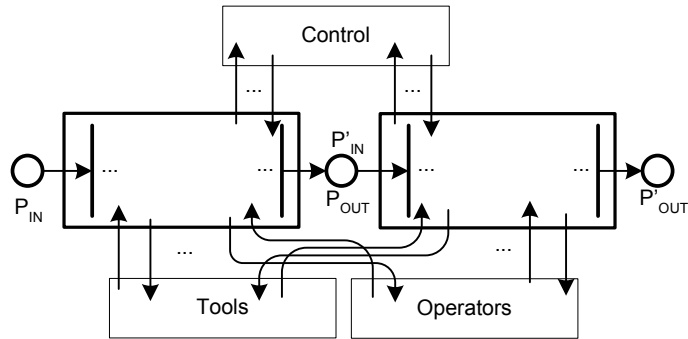 Control
... ...
P'IN
... ... ... ...
PIN
POUT
P'OUT
... ...
Tools
Operators